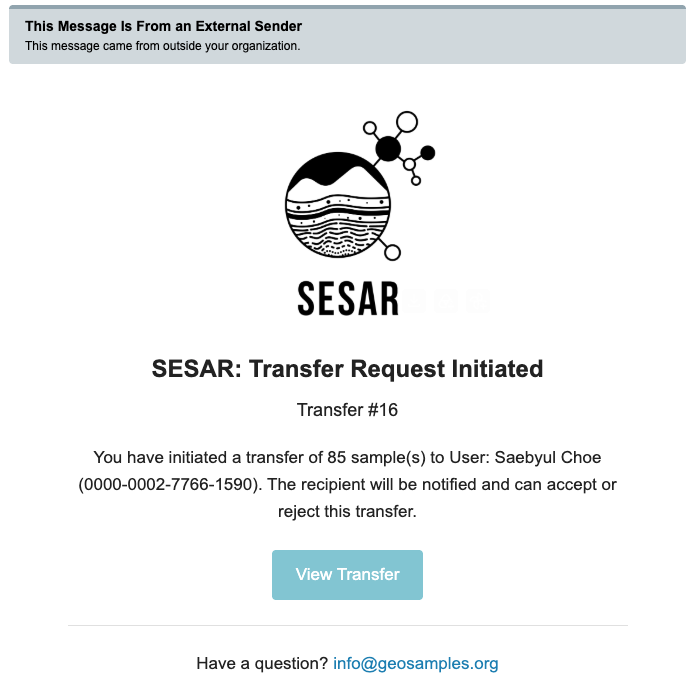 This Message Is From an External Sender
This message came from outside your organization.
SESAR
SESAR: Transfer Request Initiated
Transfer #16
You have initiated a transfer of 85 sample(s) to User: Saebyul Choe
(0000-0002-7766-1590). The recipient will be notified and can accept or
reject this transfer.
View Transfer
Have a question? info@geosamples.org